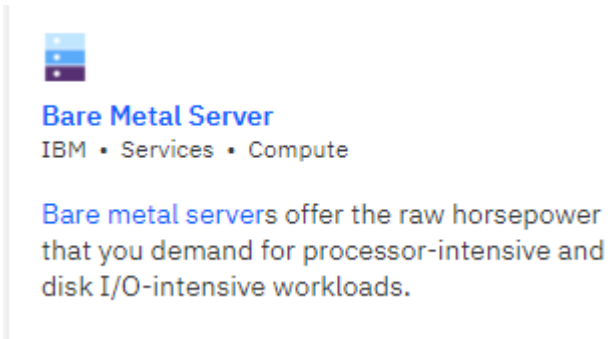 Bare Metal Server
IBM • Services • Compute
Bare metal servers offer the raw horsepower
that you demand for processor-intensive and
disk I/O-intensive workloads.